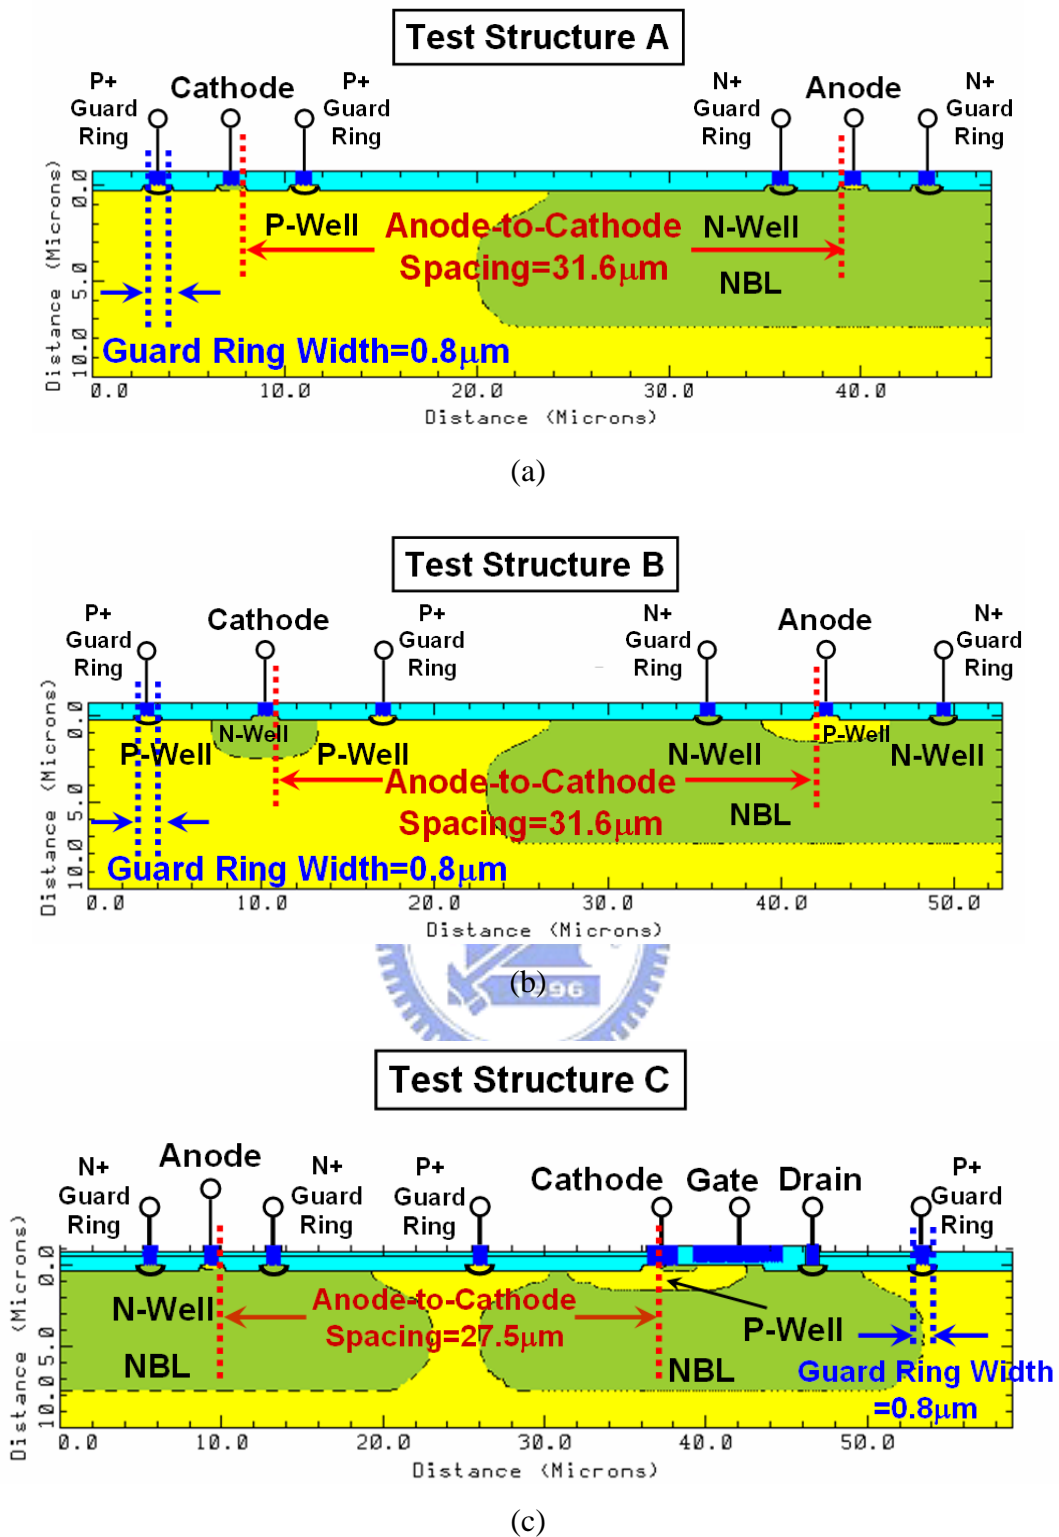 Test Structure A
P+
Guard
Ring
Cathode
P+
Guard
Ring
N+
Guard
Ring
Anode
N+
Guard
Ring
P-Well
Anode-to-Cathode
Spacing=31.6μm
N-Well
NBL
Guard Ring Width=0.8μm
Distance (Microns)
0.0
5.0
10.0
0.0 10.0 20.0 30.0 40.0
Distance (Microns)
(a)
Test Structure B
P+
Guard
Ring
Cathode
P+
Guard
Ring
N+
Guard
Ring
Anode
N+
Guard
Ring
P-Well
N-Well
P-Well
N-Well
P-Well
N-Well
Anode-to-Cathode
Spacing=31.6μm
NBL
Guard Ring Width=0.8μm
Distance (Microns)
0.0
5.0
10.0
0.0 10.0 20.0 30.0 40.0 50.0
Distance (Microns)
1996
(b)
Test Structure C
N+
Guard
Ring
Anode
N+
Guard
Ring
P+
Guard
Ring
Cathode
Gate
Drain
P+
Guard
Ring
N-Well
Anode-to-Cathode
Spacing=27.5μm
P-Well
NBL
NBL
Guard Ring Width
=0.8μm
Distance (Microns)
0.0
5.0
10.0
0.0 10.0 20.0 30.0 40.0 50.0
Distance (Microns)
(c)